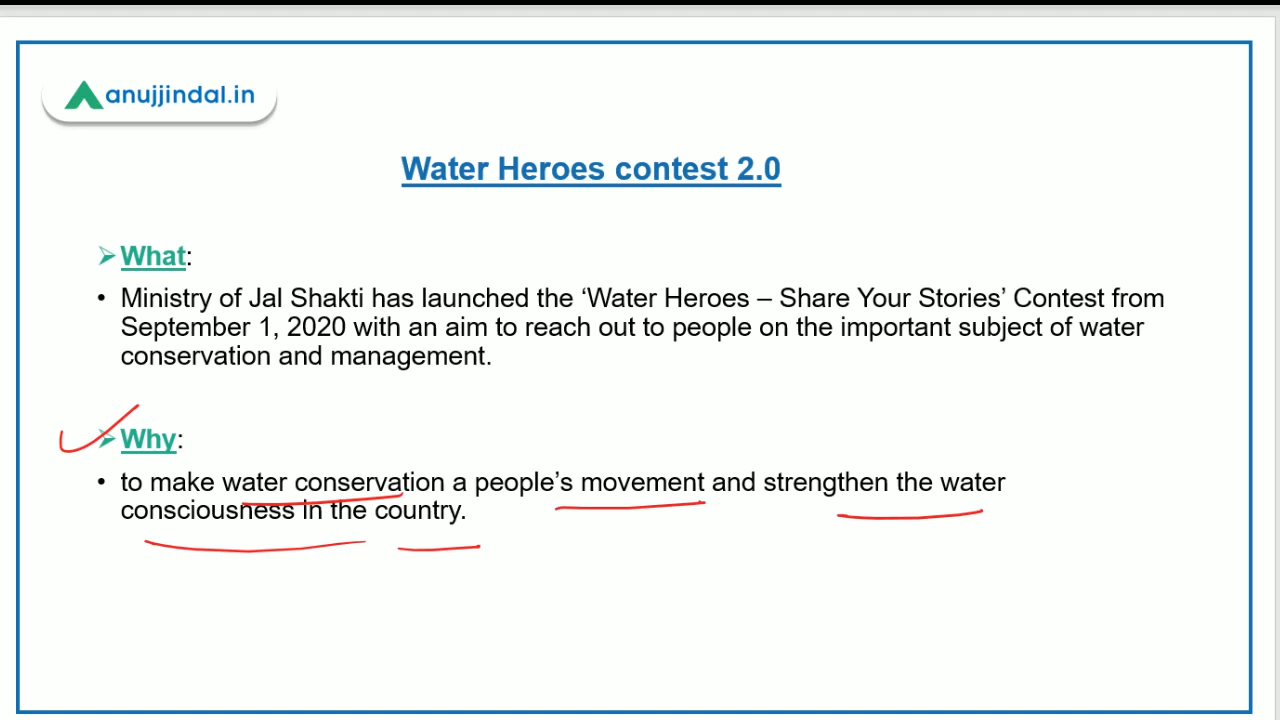 anujjindal.in
Water Heroes contest 2.0
What:
• Ministry of Jal Shakti has launched the ‘Water Heroes – Share Your Stories’ Contest from
September 1, 2020 with an aim to reach out to people on the important subject of water
conservation and management.
Why:
• to make water conservation a people’s movement and strengthen the water
consciousness in the country.